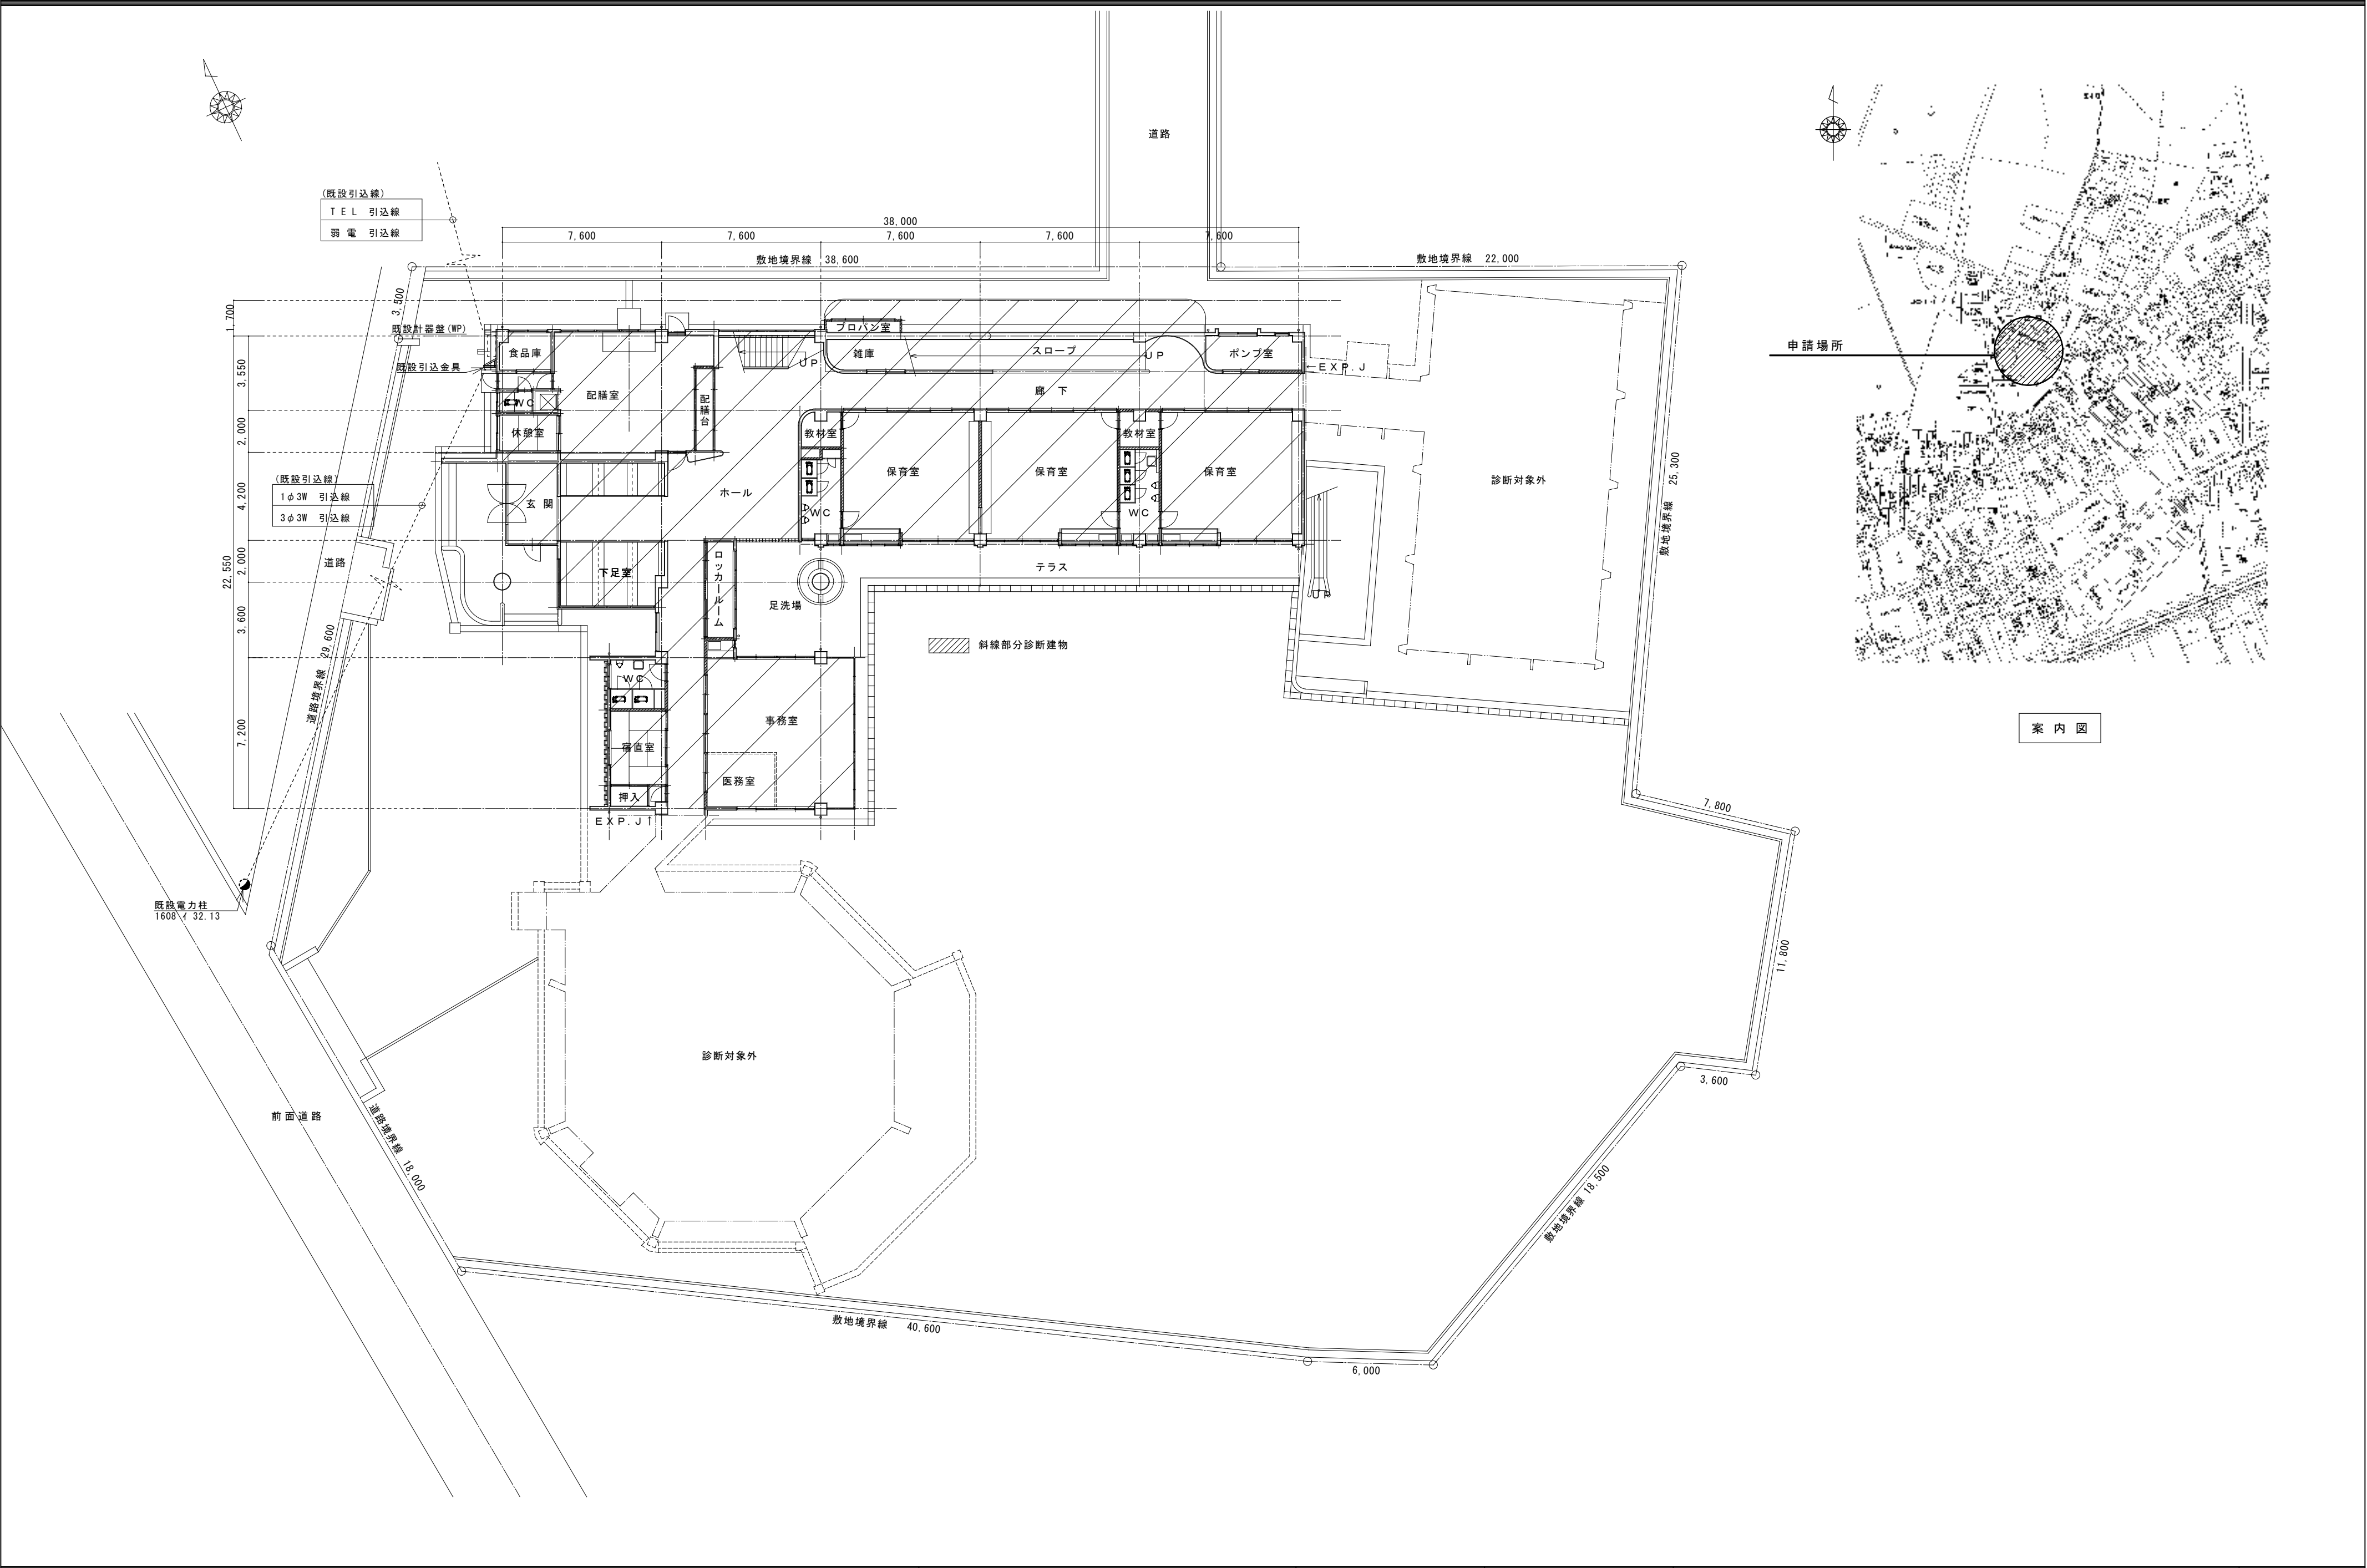 道路
(既設引込線)
TEL 引込線
弱電 引込線
38,000
7,600
7,600
7,600
7,600
7,600
敷地境界線 38,600
敷地境界線 22,000
3,500
1,700
既設計器盤(WP)
プロパン室
食品庫
雑庫
スロープ
UP
UP
ポンプ室
申請場所
既設引込金具
←EXP.J
3,550
配膳室
配膳台
廊下
WC
2,000
休憩室
教材室
教材室
保育室
保育室
保育室
敷地境界線 25,300
診断対象外
(既設引込線)
1φ3W 引込線
3φ3W 引込線
4,200
玄関
ホール
WC
WC
22,550
2,000
道路
下足室
ロッカールーム
テラス
UP
足洗場
3,600
斜線部分診断建物
道路境界線 29,600
WC
7,200
事務室
宿直室
医務室
押入
EXP.J↑
案内図
7,800
既設電力柱
1608 イ 32.13
11,800
診断対象外
3,600
前面道路
道路境界線 18,000
敷地境界線 18,500
敷地境界線 40,600
6,000